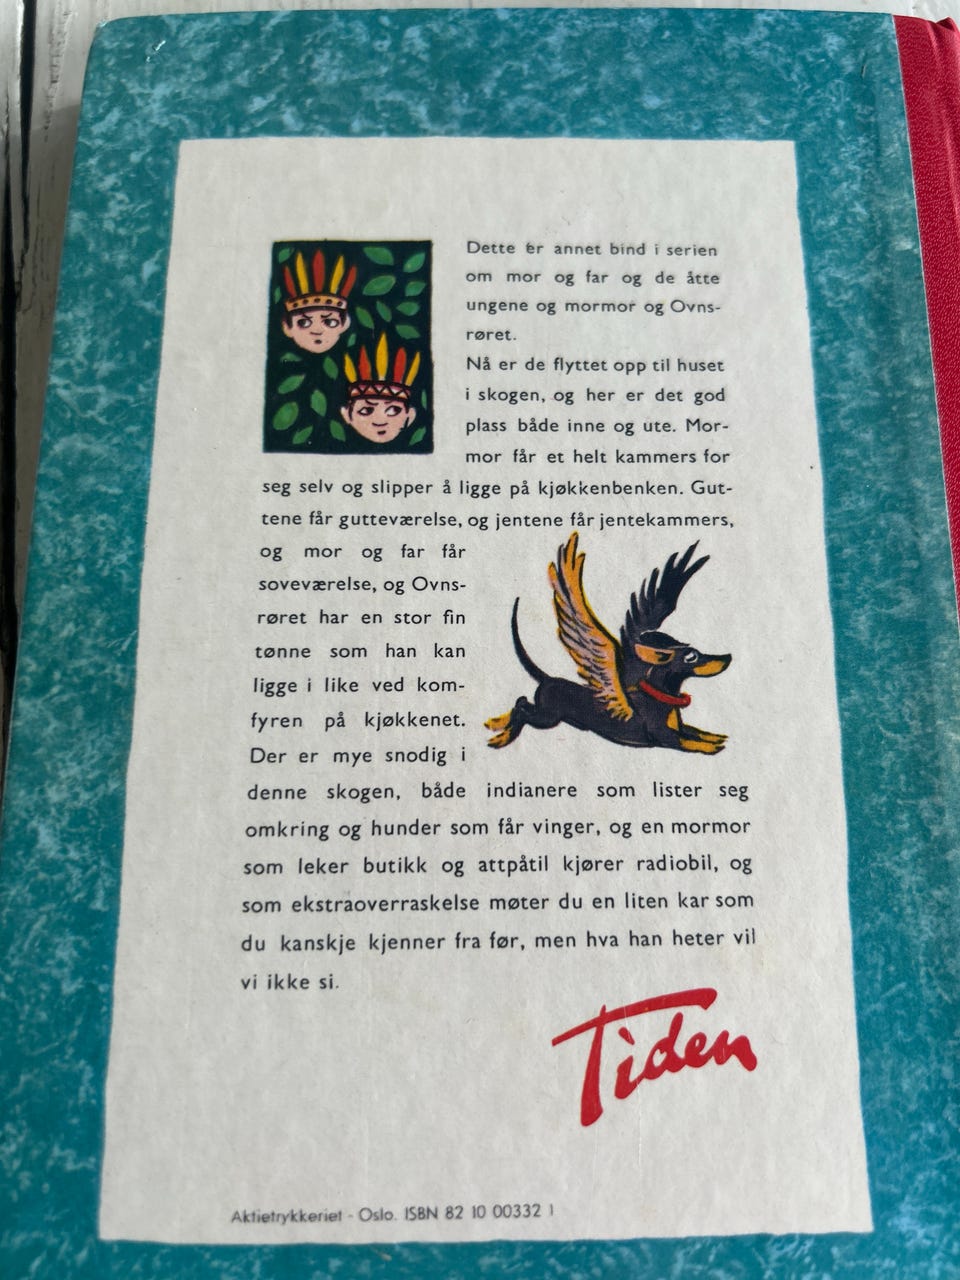 Dette er annet bind i serien
om mor og far og de åtte
ungene og mormor og Ovns-
røret.
Nå er de flyttet opp til huset
i skogen, og her er det god
plass både inne og ute. Mor-
mor får et helt kammers for
seg selv og slipper å ligge på kjøkkenbenken. Gut-
tene får gutteværelse, og jentene får jentekammers,
og mor og far får
soveværelse, og Ovns-
røret har en stor fin
tønne som han kan
ligge i like ved kom-
fyren på kjøkkenet.
Der er mye snodig i
denne skogen, både indianere som lister seg
omkring og hunder som får vinger, og en mormor
som leker butikk og attpåtil kjører radiobil, og
som ekstraoverraskelse møter du en liten kar som
du kanskje kjenner fra før, men hva han heter vil
vi ikke si.
Tiden
Aktietrykkeriet - Oslo. ISBN 82 10 00332 1